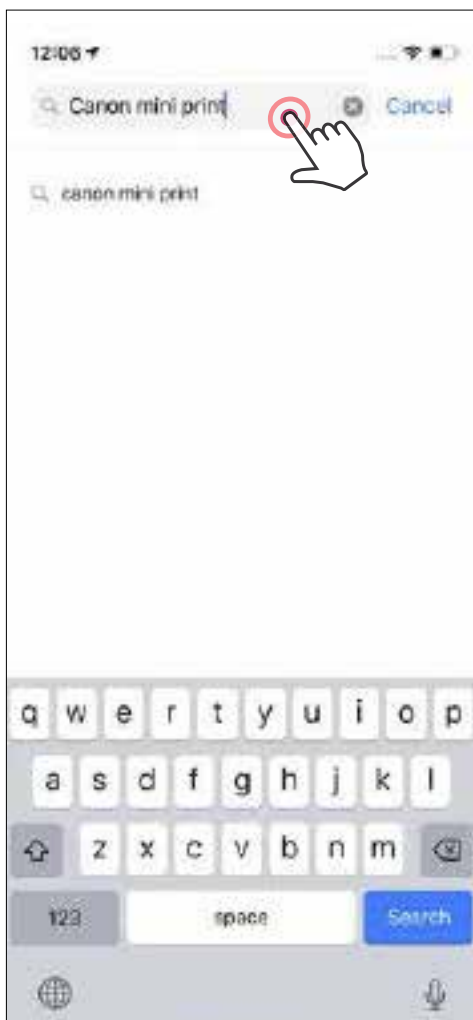 12:06
Canon mini print
Cancel
canon mini print
q w e r t y u i o p
a s d f g h j k l
z x c v b n m
123 space Search